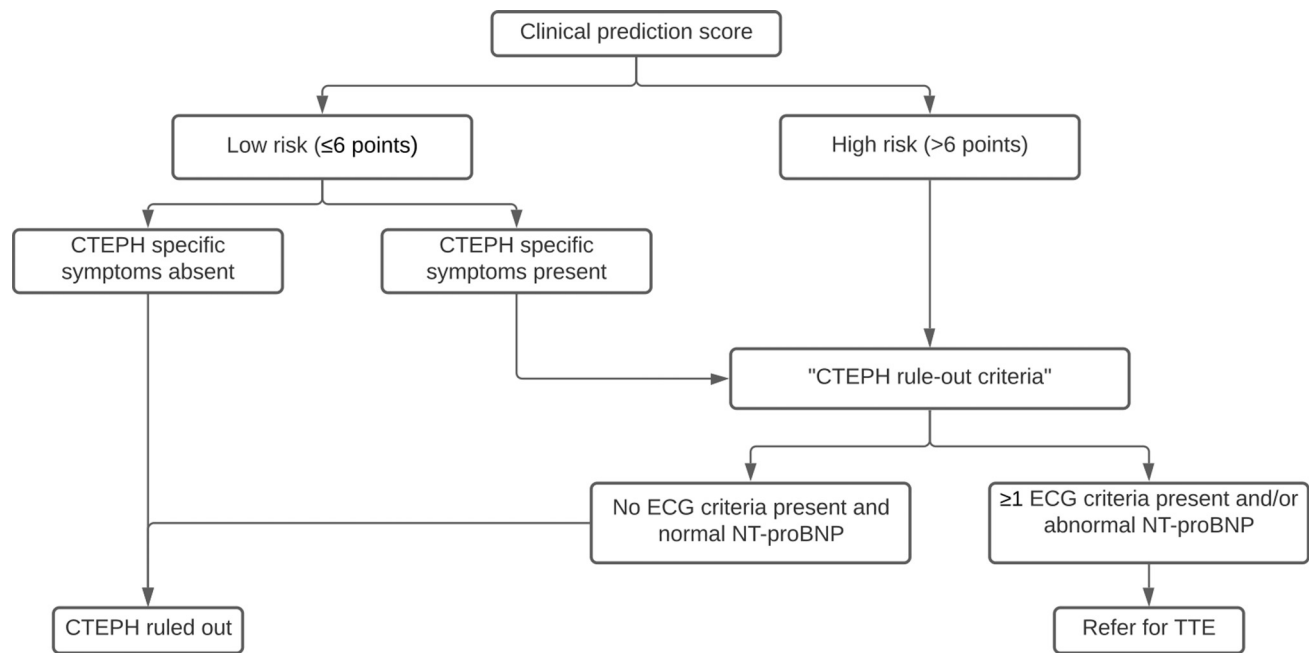 Clinical prediction score
Low risk (≤6 points)
High risk (>6 points)
CTEPH specific
symptoms absent
CTEPH specific
symptoms present
"CTEPH rule-out criteria"
No ECG criteria present and
normal NT-proBNP
≥1 ECG criteria present and/or
abnormal NT-proBNP
CTEPH ruled out
Refer for TTE